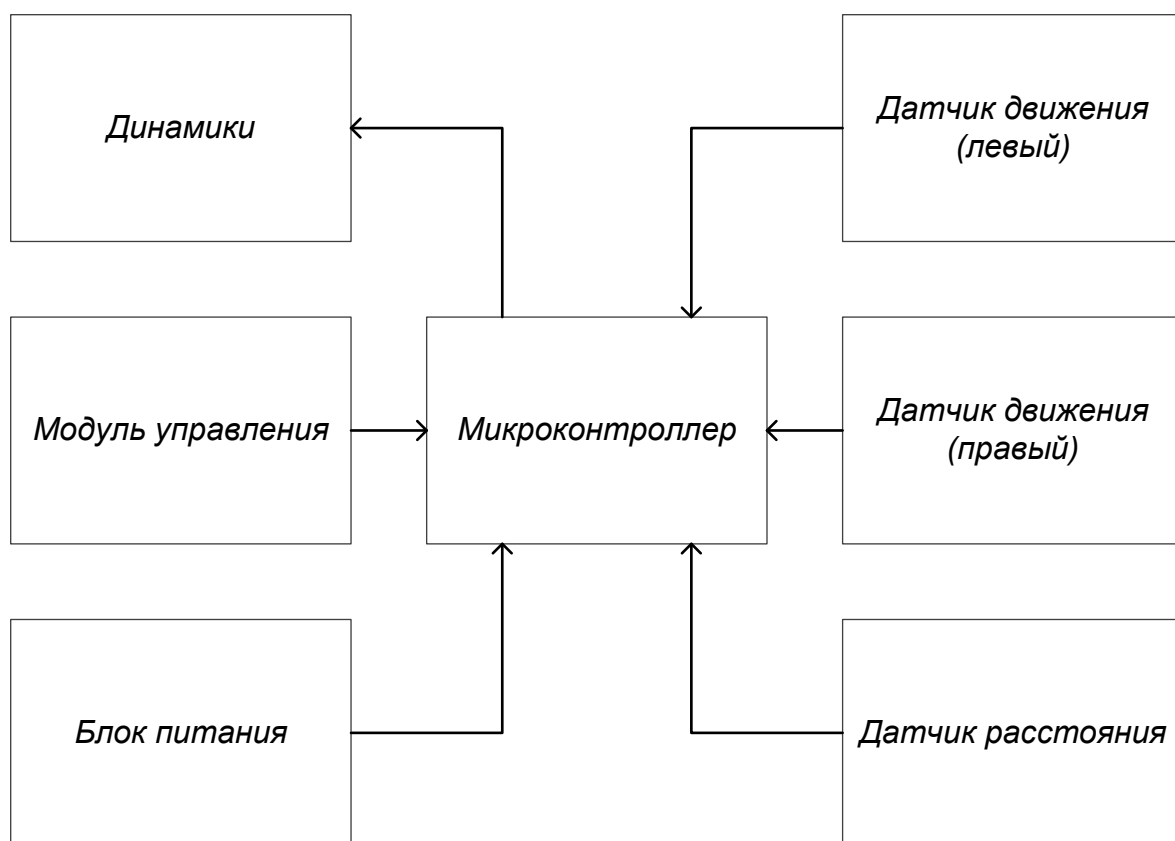 Динамики
Датчик движения
(левый)
Модуль управления
Микроконтроллер
Датчик движения
(правый)
Блок питания
Датчик расстояния